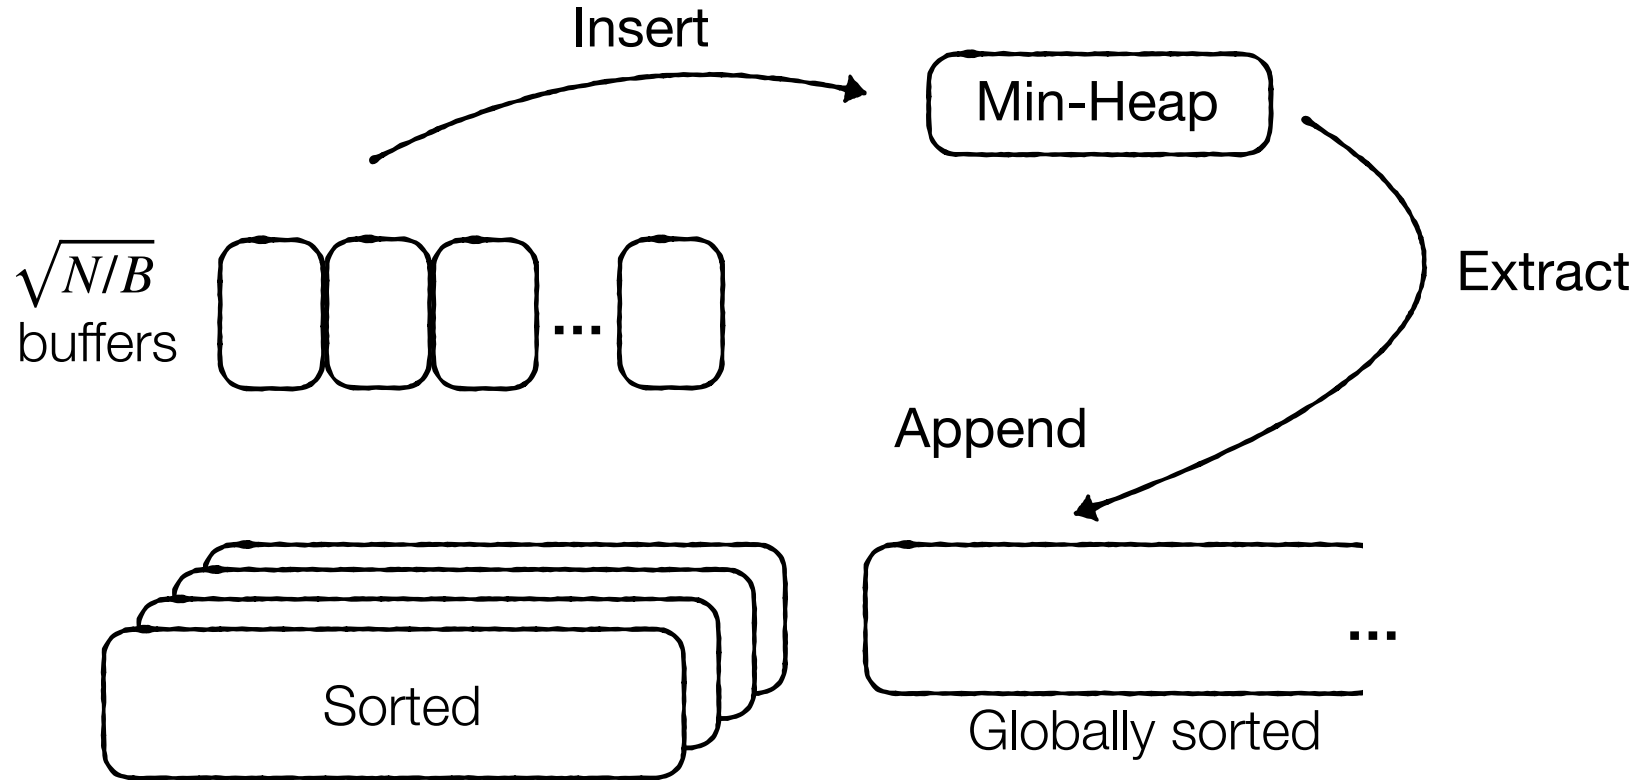 Insert
Min-Heap
√N/B
buffers
...
Extract
Append
...
Sorted
Globally sorted